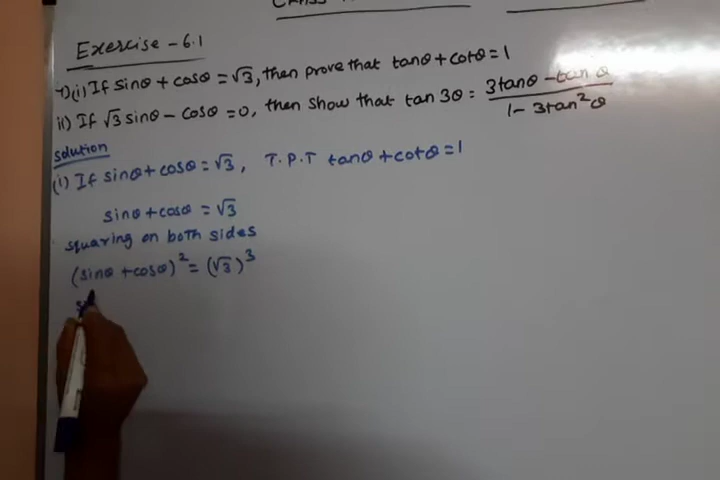 Exercise - 6.1
7)(i) If sinθ + cosθ = √3, then prove that tanθ + cotθ = 1
ii) If √3 sinθ - cosθ = 0, then show that tan 3θ = (3tanθ - tan θ)/(1 - 3tan²θ)
solution
(i) If sinθ + cosθ = √3, T.P.T tanθ + cotθ = 1
sinθ + cosθ = √3
squaring on both sides
(sinθ + cosθ)² = (√3)³